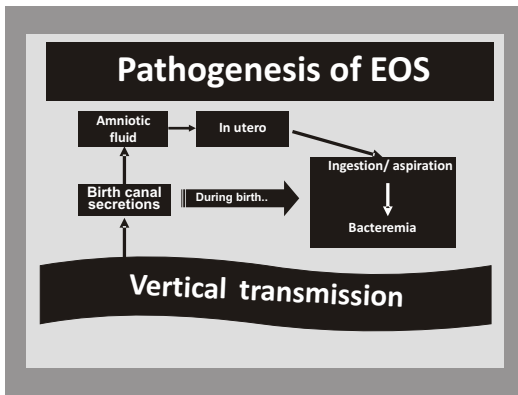 Pathogenesis of EOS
Amniotic
fluid
In utero
Ingestion/ aspiration
Birth canal
secretions
During birth..
Bacteremia
Vertical transmission